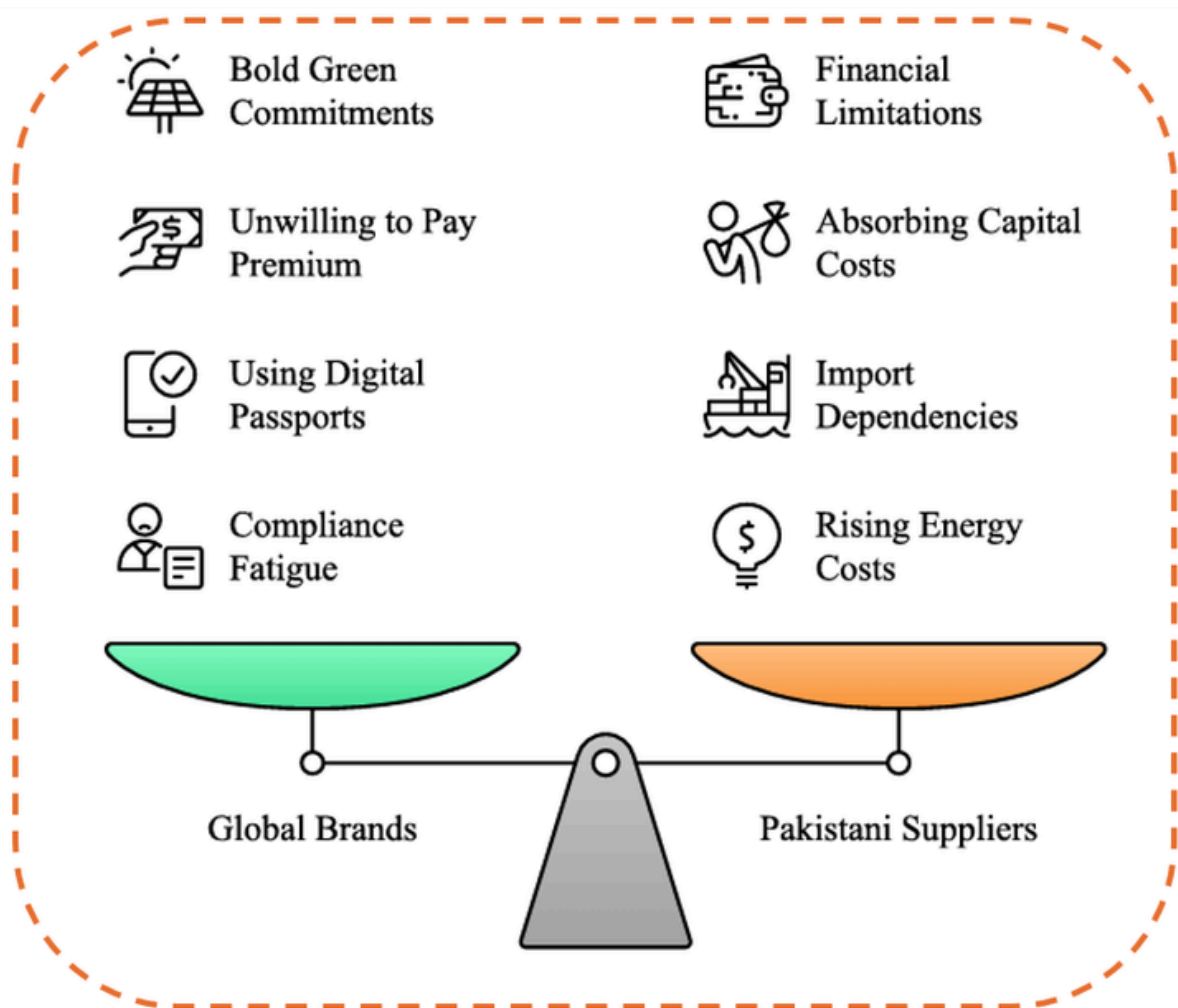 Bold Green
Commitments
Unwilling to Pay
Premium
Using Digital
Passports
Compliance
Fatigue
Financial
Limitations
Absorbing Capital
Costs
Import
Dependencies
Rising Energy
Costs
Global Brands
Pakistani Suppliers